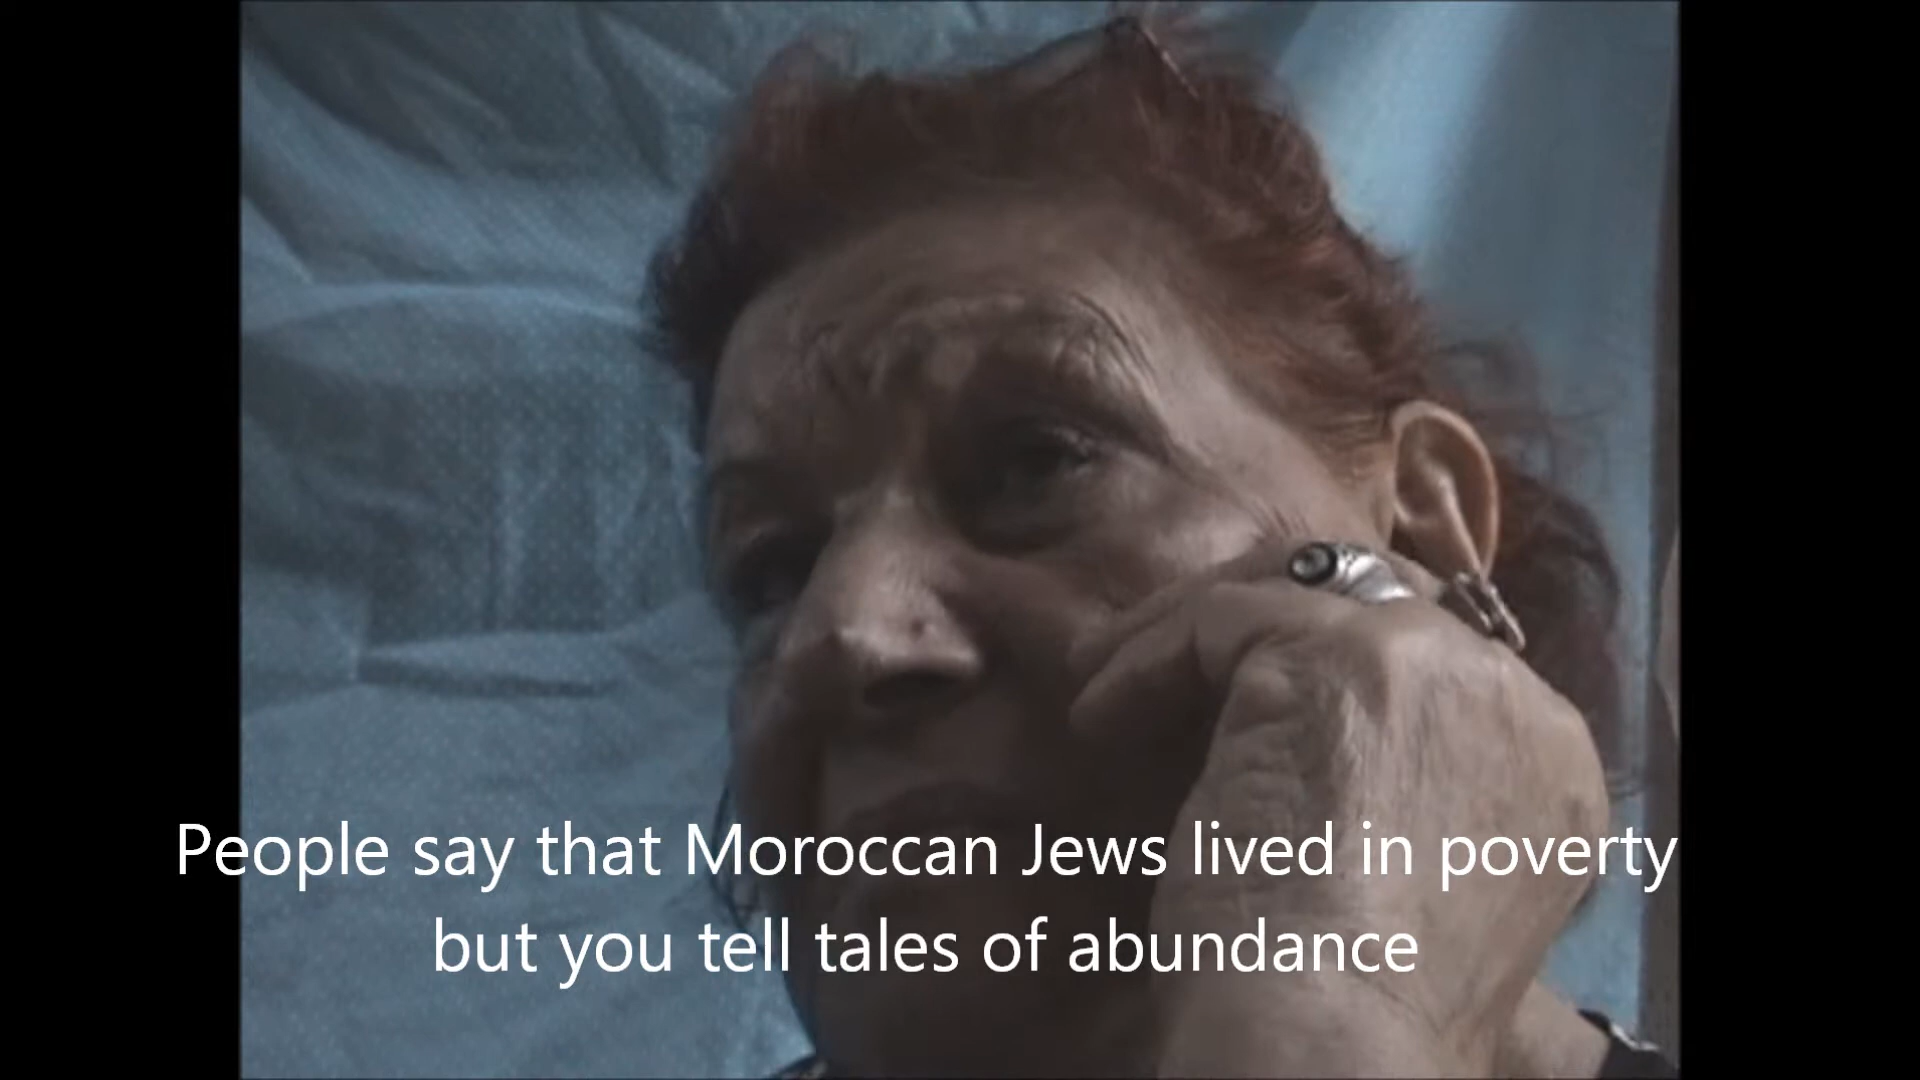 People say that Moroccan Jews lived in poverty
but you tell tales of abundance